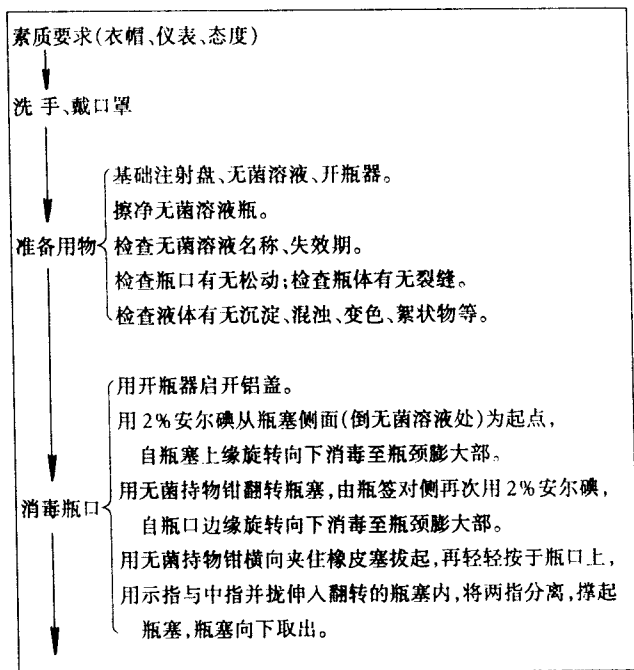 素质要求(衣帽、仪表、态度)
洗 手、戴口罩
基础注射盘、无菌溶液、开瓶器。
擦净无菌溶液瓶。
准备用物 检查无菌溶液名称、失效期。
检查瓶口有无松动;检查瓶体有无裂缝。
检查液体有无沉淀、混浊、变色、絮状物等。
用开瓶器启开铝盖。
用2%安尔碘从瓶塞侧面(倒无菌溶液处)为起点,
自瓶塞上缘旋转向下消毒至瓶颈膨大部。
用无菌持物钳翻转瓶塞,由瓶签对侧再次用2%安尔碘,
消毒瓶口 自瓶口边缘旋转向下消毒至瓶颈膨大部。
用无菌持物钳横向夹住橡皮塞拔起,再轻轻按于瓶口上,
用示指与中指并拢伸入翻转的瓶塞内,将两指分离,撑起
瓶塞,瓶塞向下取出。